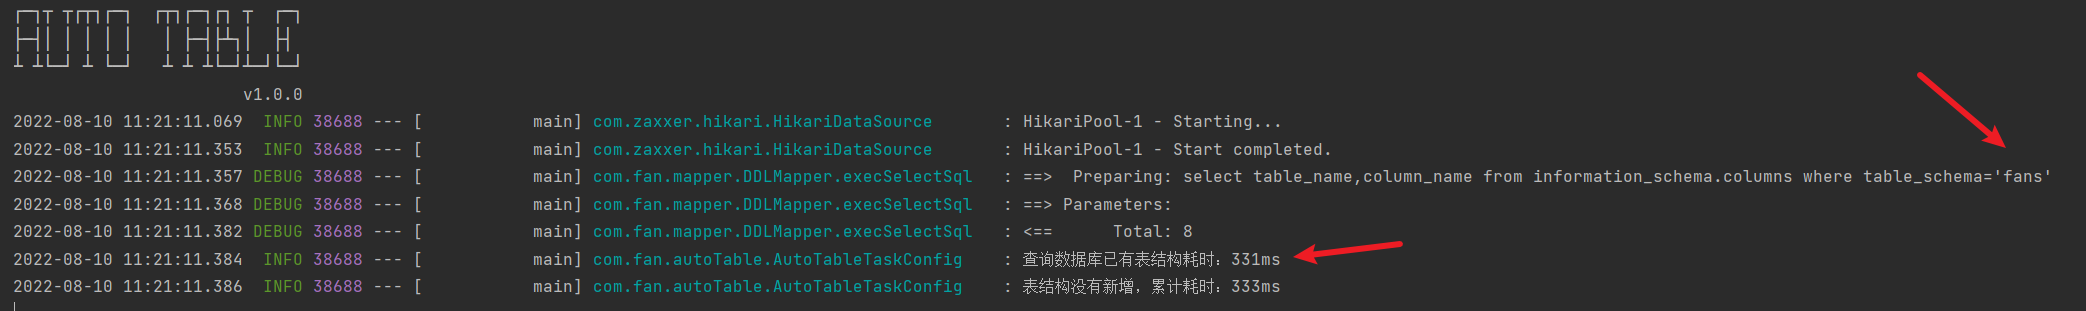 AUTO TABLE
v1.0.0
2022-08-10 11:21:11.069  INFO 38688 --- [           main] com.zaxxer.hikari.HikariDataSource       : HikariPool-1 - Starting...
2022-08-10 11:21:11.353  INFO 38688 --- [           main] com.zaxxer.hikari.HikariDataSource       : HikariPool-1 - Start completed.
2022-08-10 11:21:11.357 DEBUG 38688 --- [           main] com.fan.mapper.DDLMapper.execSelectSql   : ==>  Preparing: select table_name,column_name from information_schema.columns where table_schema='fans'
2022-08-10 11:21:11.368 DEBUG 38688 --- [           main] com.fan.mapper.DDLMapper.execSelectSql   : ==> Parameters:
2022-08-10 11:21:11.382 DEBUG 38688 --- [           main] com.fan.mapper.DDLMapper.execSelectSql   : <==      Total: 8
2022-08-10 11:21:11.384  INFO 38688 --- [           main] com.fan.autoTable.AutoTableTaskConfig    : 查询数据库已有表结构耗时：331ms
2022-08-10 11:21:11.386  INFO 38688 --- [           main] com.fan.autoTable.AutoTableTaskConfig    : 表结构没有新增，累计耗时：333ms